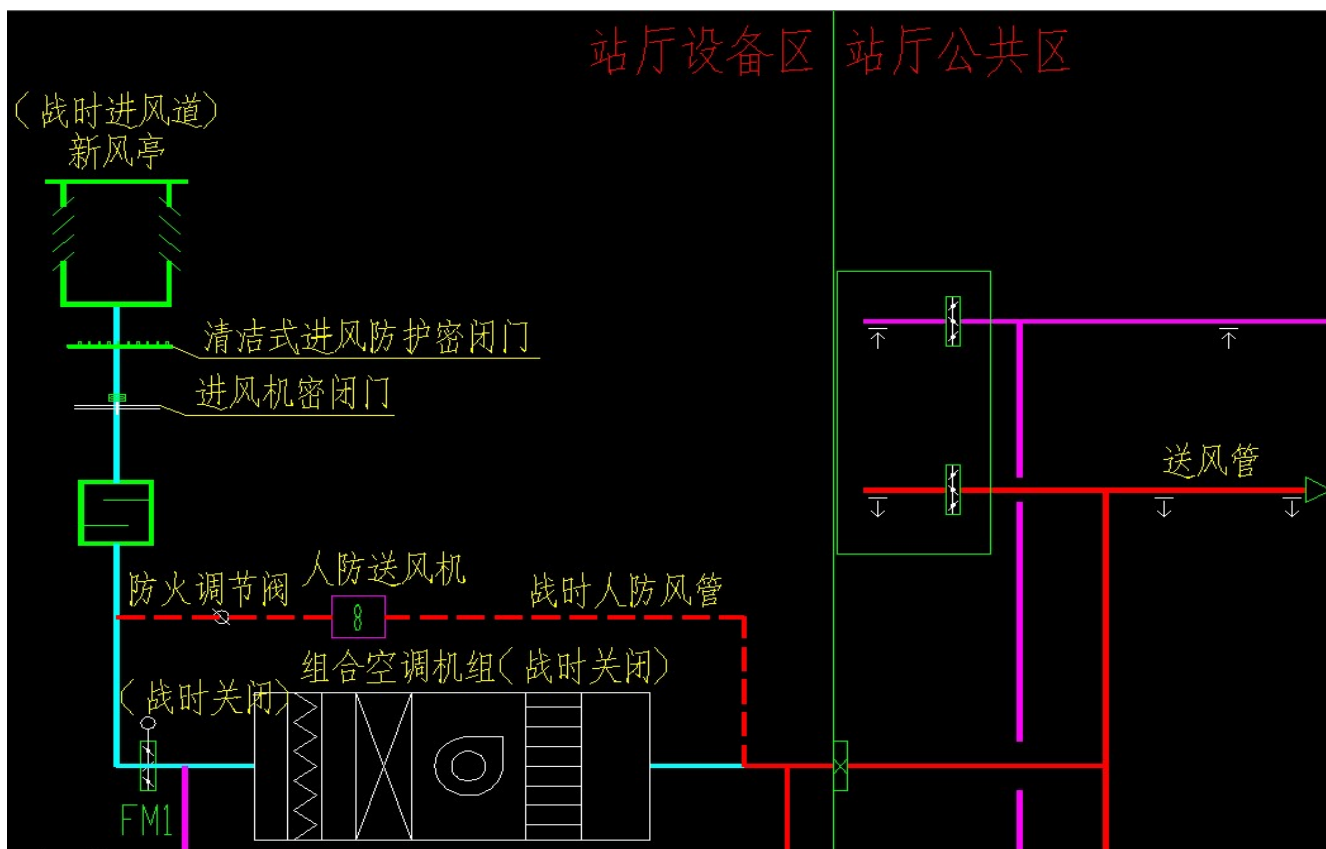 站厅设备区
站厅公共区
（战时进风道）
新风亭
清洁式进风防护密闭门
进风机密闭门
送风管
防火调节阀
人防送风机
战时人防风管
8
组合空调机组（战时关闭）
（战时关闭）
FM1